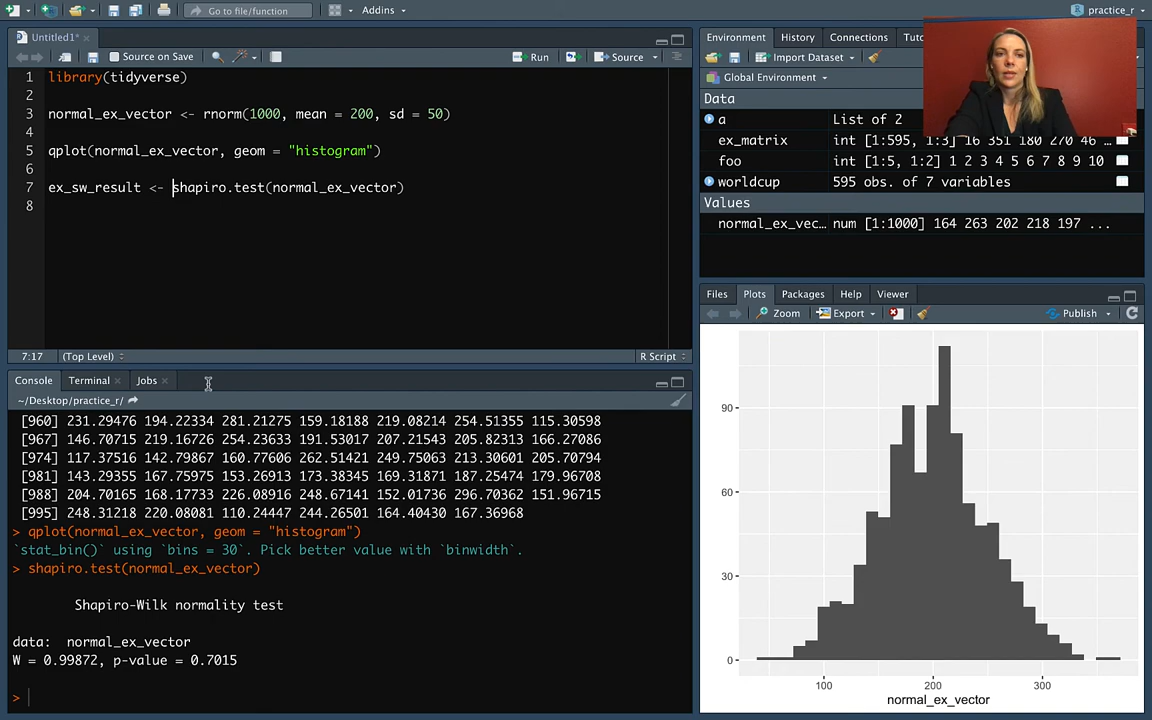 Go to file/function
Addins
practice_r
Untitled1*
Source on Save
Run
Source
1 library(tidyverse)
2
3 normal_ex_vector <- rnorm(1000, mean = 200, sd = 50)
4
5 qplot(normal_ex_vector, geom = "histogram")
6
7 ex_sw_result <- shapiro.test(normal_ex_vector)
8
7:17 (Top Level) R Script
Console Terminal Jobs
~/Desktop/practice_r/
[960] 231.29476 194.22334 281.21275 159.18188 219.08214 254.51355 115.30598
[967] 146.70715 219.16726 254.23633 191.53017 207.21543 205.82313 166.27086
[974] 117.37516 142.79867 160.77606 262.51421 249.75063 213.30601 205.70794
[981] 143.29355 167.75975 153.26913 173.38345 169.31871 187.25474 179.96708
[988] 204.70165 168.17733 226.08916 248.67141 152.01736 296.70362 151.96715
[995] 248.31218 220.08081 110.24447 244.26501 164.40430 167.36968
> qplot(normal_ex_vector, geom = "histogram")
`stat_bin()` using `bins = 30`. Pick better value with `binwidth`.
> shapiro.test(normal_ex_vector)
Shapiro-Wilk normality test
data: normal_ex_vector
W = 0.99872, p-value = 0.7015
>
Environment History Connections Tu
Import Dataset
Global Environment
Data
a List of 2
ex_matrix int [1:595, 1:3] 16 351 180 270 46 ...
foo int [1:5, 1:2] 1 2 3 4 5 6 7 8 9 10
worldcup 595 obs. of 7 variables
Values
normal_ex_vec... num [1:1000] 164 263 202 218 197 ...
Files Plots Packages Help Viewer
Zoom Export Publish
90
60
30
0
100 200 300
normal_ex_vector